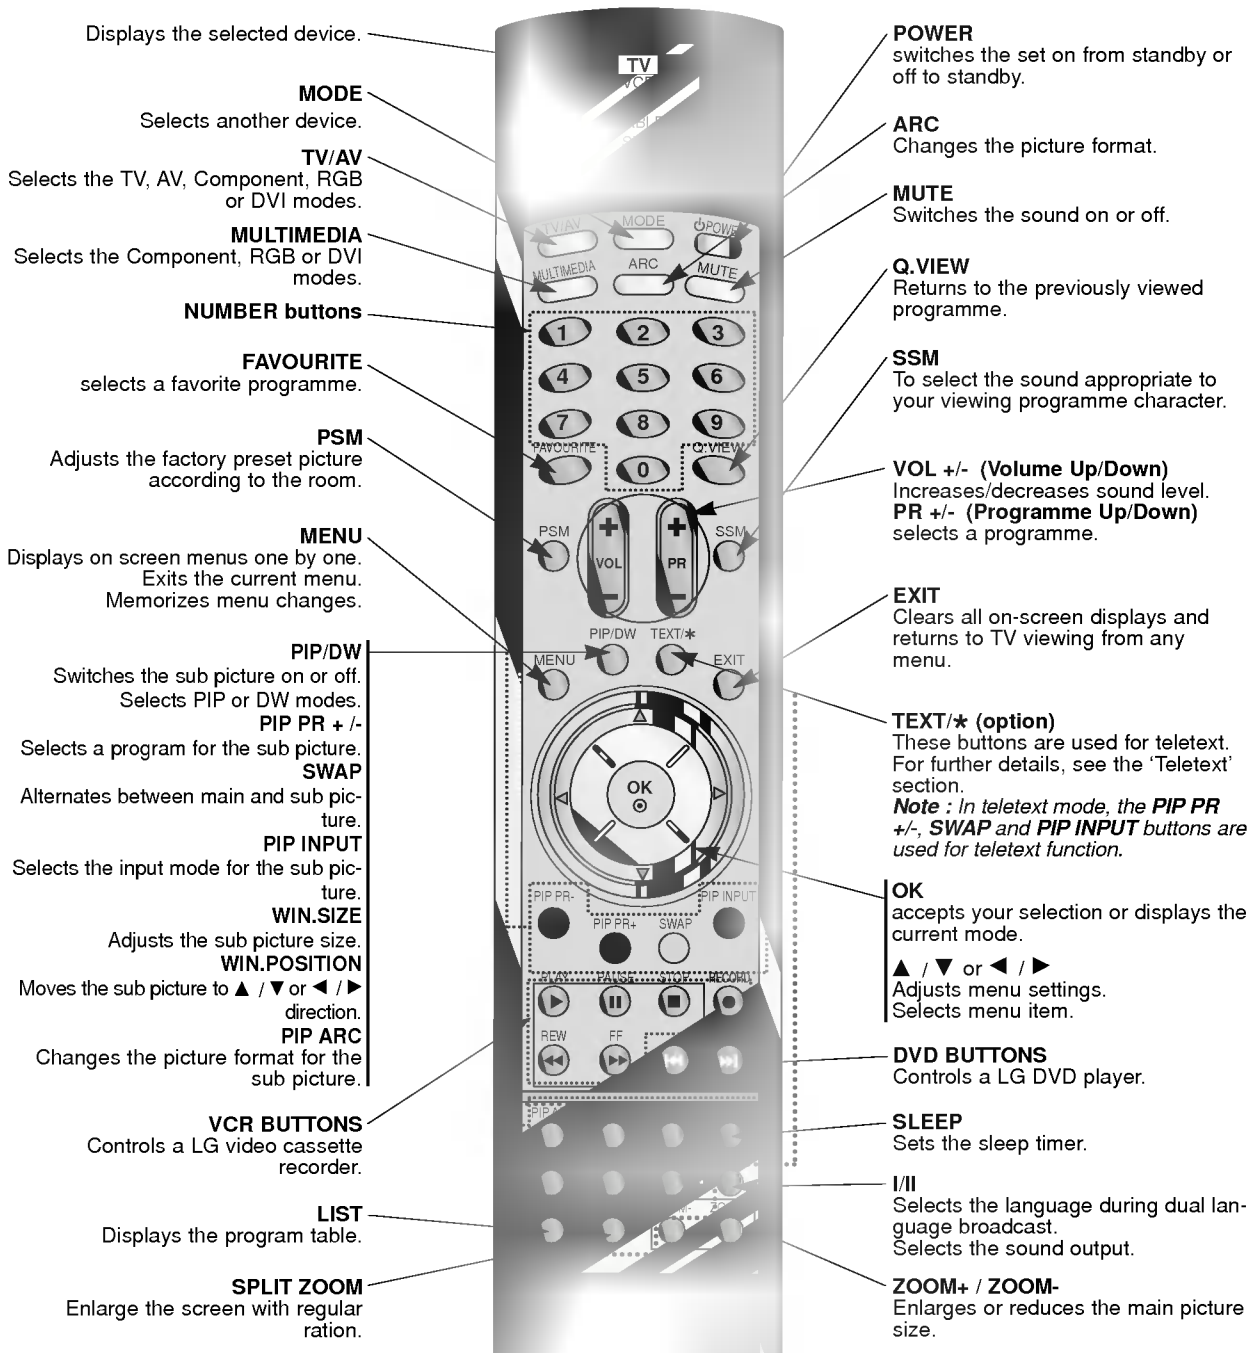 Displays the selected device.
MODE
Selects another device.
TV/AV
Selects the TV, AV, Component, RGB
or DVI modes.
MULTIMEDIA
Selects the Component, RGB or DVI
modes.
NUMBER buttons
FAVOURITE
selects a favorite programme.
PSM
Adjusts the factory preset picture
according to the room.
MENU
Displays on screen menus one by one.
Exits the current menu.
Memorizes menu changes.
PIP/DW
Switches the sub picture on or off.
Selects PIP or DW modes.
PIP PR + /-
Selects a program for the sub picture.
SWAP
Alternates between main and sub pic-
ture.
PIP INPUT
Selects the input mode for the sub pic-
ture.
WIN.SIZE
Adjusts the sub picture size.
WIN.POSITION
Moves the sub picture to ▲ / ▼ or ◀ / ▶
direction.
PIP ARC
Changes the picture format for the
sub picture.
VCR BUTTONS
Controls a LG video cassette
recorder.
LIST
Displays the program table.
SPLIT ZOOM
Enlarge the screen with regular
ration.
TV
VCR
TV/AV
MODE
POWER
MULTIMEDIA
ARC
MUTE
1
2
3
4
5
6
7
8
9
FAVOURITE
0
Q.VIEW
PSM
+
VOL
-
+
PR
-
SSM
PIP/DW
TEXT/*
MENU
EXIT
OK
PIP PR-
PIP PR+
SWAP
PIP INPUT
PLAY
PAUSE
STOP
RECORD
REW
FF
POWER
switches the set on from standby or
off to standby.
ARC
Changes the picture format.
MUTE
Switches the sound on or off.
Q.VIEW
Returns to the previously viewed
programme.
SSM
To select the sound appropriate to
your viewing programme character.
VOL +/- (Volume Up/Down)
Increases/decreases sound level.
PR +/- (Programme Up/Down)
selects a programme.
EXIT
Clears all on-screen displays and
returns to TV viewing from any
menu.
TEXT/* (option)
These buttons are used for teletext.
For further details, see the ‘Teletext’
section.
Note : In teletext mode, the PIP PR
+/-, SWAP and PIP INPUT buttons are
used for teletext function.
OK
accepts your selection or displays the
current mode.
▲ / ▼ or ◀ / ▶
Adjusts menu settings.
Selects menu item.
DVD BUTTONS
Controls a LG DVD player.
SLEEP
Sets the sleep timer.
I/II
Selects the language during dual lan-
guage broadcast.
Selects the sound output.
ZOOM+ / ZOOM-
Enlarges or reduces the main picture
size.